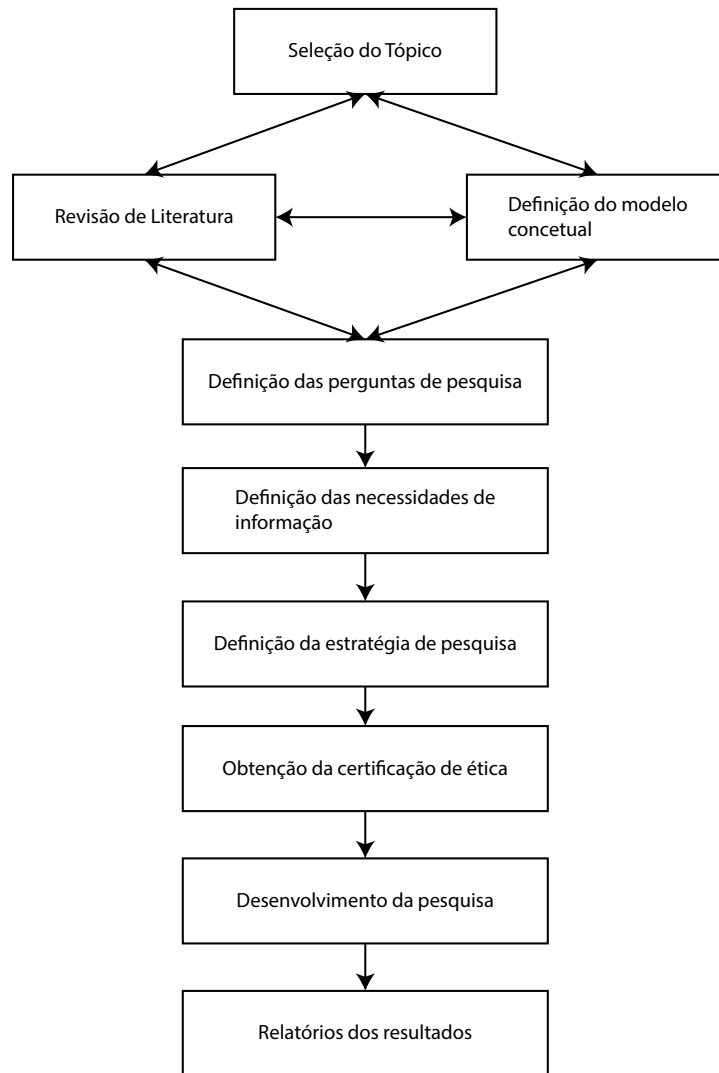 Seleção do Tópico
Revisão de Literatura
Definição do modelo
concetual
Definição das perguntas de pesquisa
Definição das necessidades de
informação
Definição da estratégia de pesquisa
Obtenção da certificação de ética
Desenvolvimento da pesquisa
Relatórios dos resultados